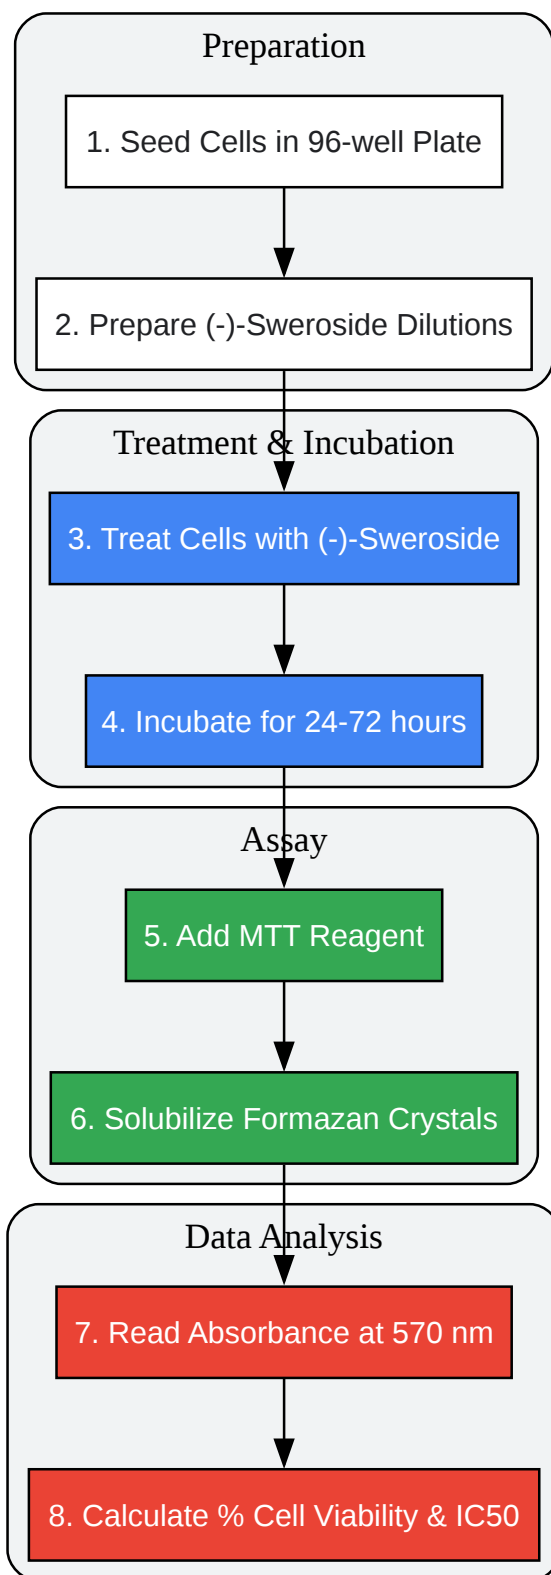 Preparation
1. Seed Cells in 96-well Plate
2. Prepare (-)-Sweroside Dilutions
Treatment & Incubation
3. Treat Cells with (-)-Sweroside
4. Incubate for 24-72 hours
Assay
5. Add MTT Reagent
6. Solubilize Formazan Crystals
Data Analysis
7. Read Absorbance at 570 nm
8. Calculate % Cell Viability & IC50